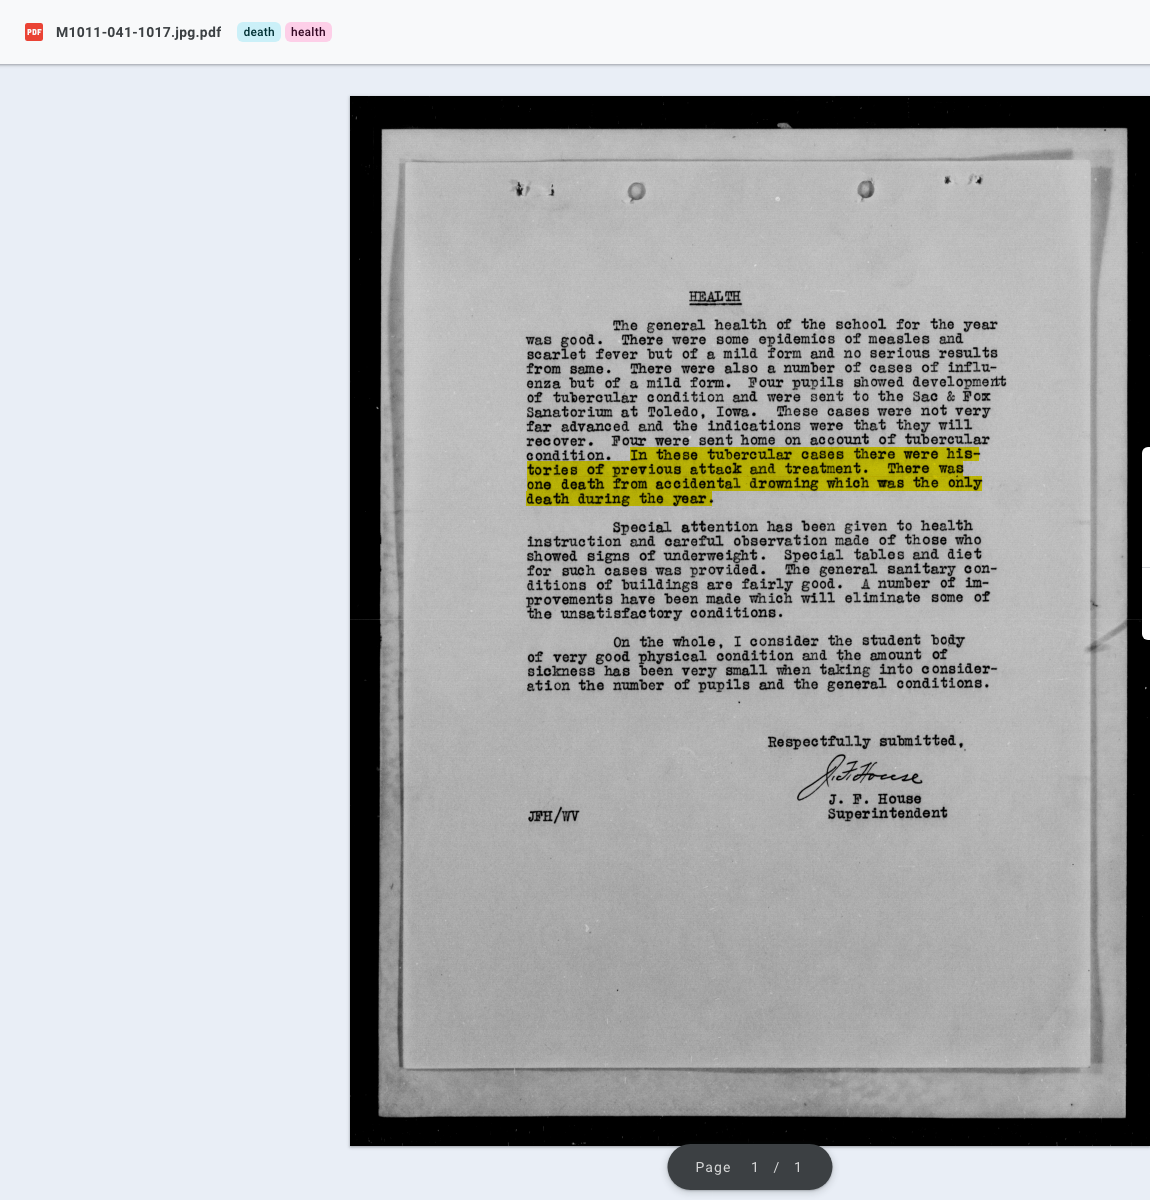 PDF M1011-041-1017.jpg.pdf death health
HEALTH
The general health of the school for the year
was good. There were some epidemics of measles and
scarlet fever but of a mild form and no serious results
from same. There were also a number of cases of influ-
enza but of a mild form. Four pupils showed development
of tubercular condition and were sent to the Sac & Fox
Sanatorium at Toledo, Iowa. These cases were not very
far advanced and the indications were that they will
recover. Four were sent home on account of tubercular
condition. In these tubercular cases there were his-
tories of previous attack and treatment. There was
one death from accidental drowning which was the only
death during the year.
Special attention has been given to health
instruction and careful observation made of those who
showed signs of underweight. Special tables and diet
for such cases was provided. The general sanitary con-
ditions of buildings are fairly good. A number of im-
provements have been made which will eliminate some of
the unsatisfactory conditions.
On the whole, I consider the student body
of very good physical condition and the amount of
sickness has been very small when taking into consider-
ation the number of pupils and the general conditions.
Respectfully submitted,
J. F. House
J. F. House
Superintendent
JFH/WV
Page 1 / 1